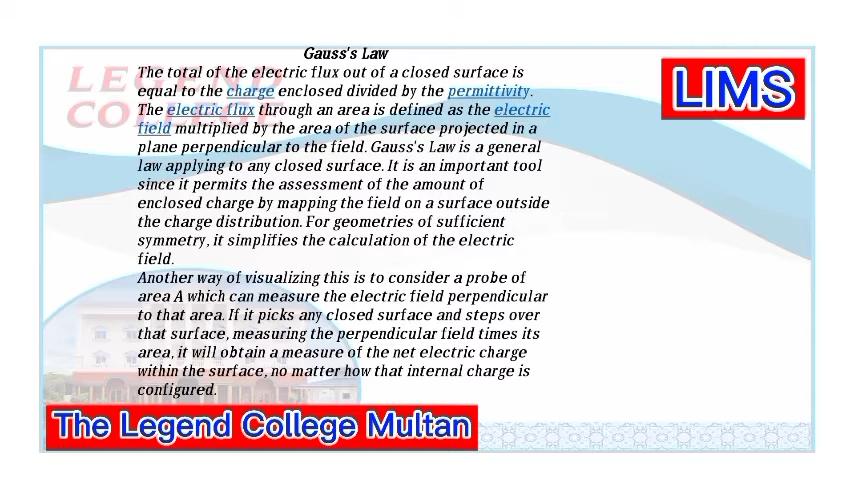 Gauss's Law
LEGEND
COLLEGE
The total of the electric flux out of a closed surface is
equal to the charge enclosed divided by the permittivity.
The electric flux through an area is defined as the electric
field multiplied by the area of the surface projected in a
plane perpendicular to the field. Gauss's Law is a general
law applying to any closed surface. It is an important tool
since it permits the assessment of the amount of
enclosed charge by mapping the field on a surface outside
the charge distribution. For geometries of sufficient
symmetry, it simplifies the calculation of the electric
field.
Another way of visualizing this is to consider a probe of
area A which can measure the electric field perpendicular
to that area. If it picks any closed surface and steps over
that surface, measuring the perpendicular field times its
area, it will obtain a measure of the net electric charge
within the surface, no matter how that internal charge is
configured.
LIMS
The Legend College Multan